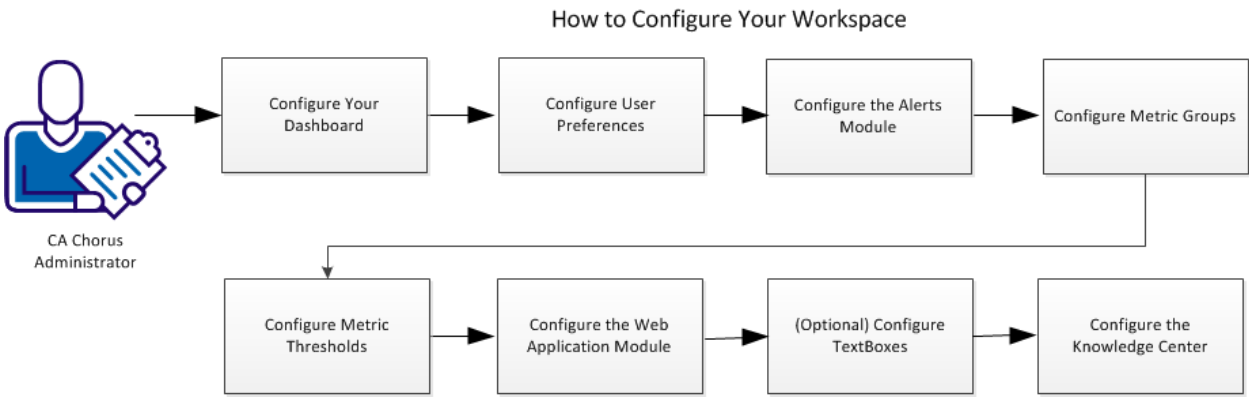 How to Configure Your Workspace
Configure Your
Dashboard
Configure User
Preferences
Configure the Alerts
Module
Configure Metric Groups
CA Chorus
Administrator
Configure Metric
Thresholds
Configure the Web
Application Module
(Optional) Configure
TextBoxes
Configure the
Knowledge Center